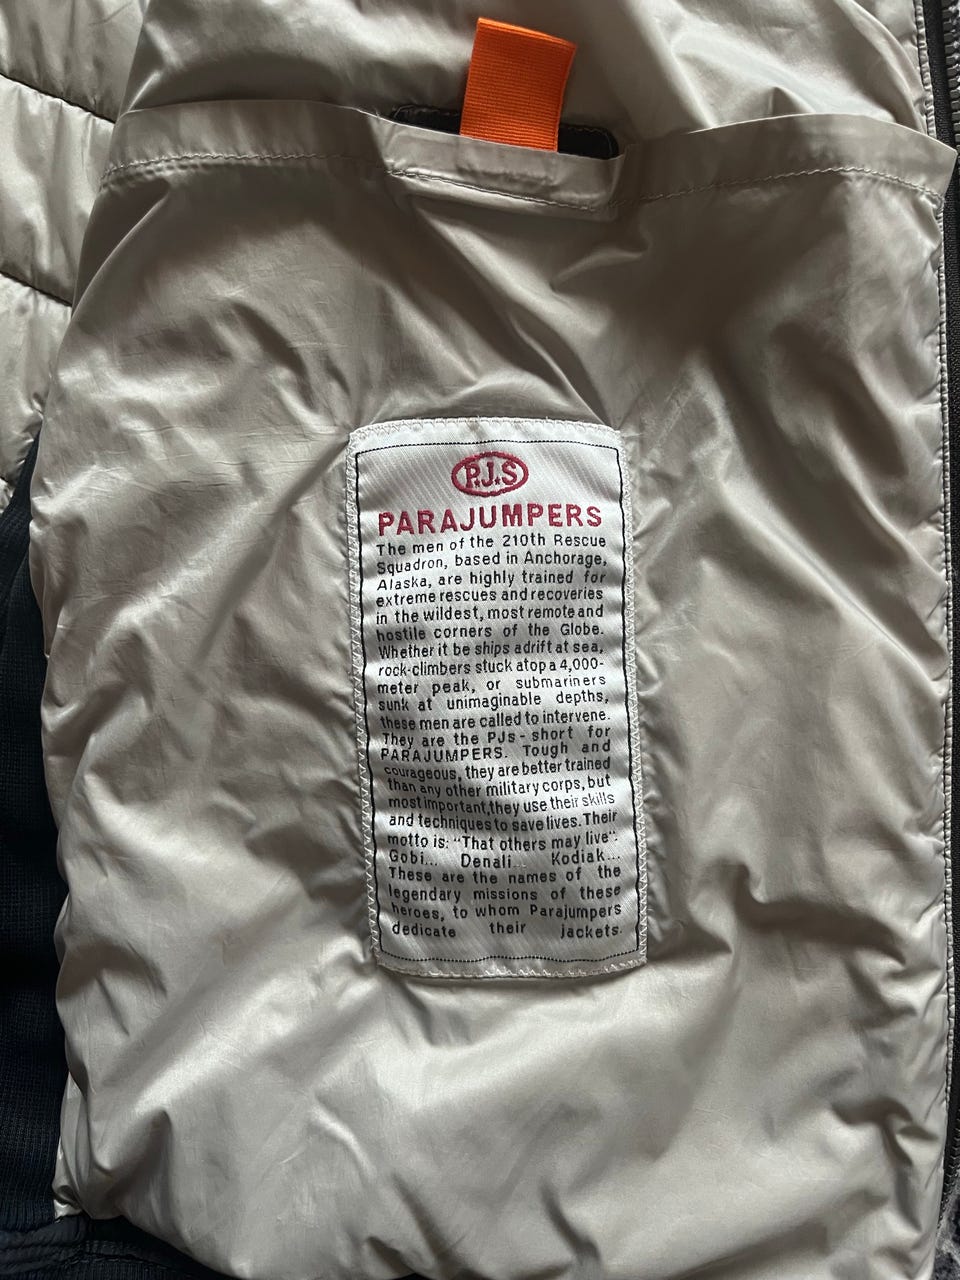 P.J.S
PARAJUMPERS
The men of the 210th Rescue
Squadron, based in Anchorage,
Alaska, are highly trained for
extreme rescues and recoveries
in the wildest, most remote and
hostile corners of the Globe.
Whether it be ships adrift at sea,
rock-climbers stuck atop a 4,000-
meter peak, or submariners
sunk at unimaginable depths,
these men are called to intervene.
They are the PJs - short for
PARAJUMPERS. Tough and
courageous, they are better trained
than any other military corps, but
most important, they use their skills
and techniques to save lives. Their
motto is: "That others may live".
Gobi... Denali... Kodiak...
These are the names of the
legendary missions of these
heroes, to whom Parajumpers
dedicate their jackets.